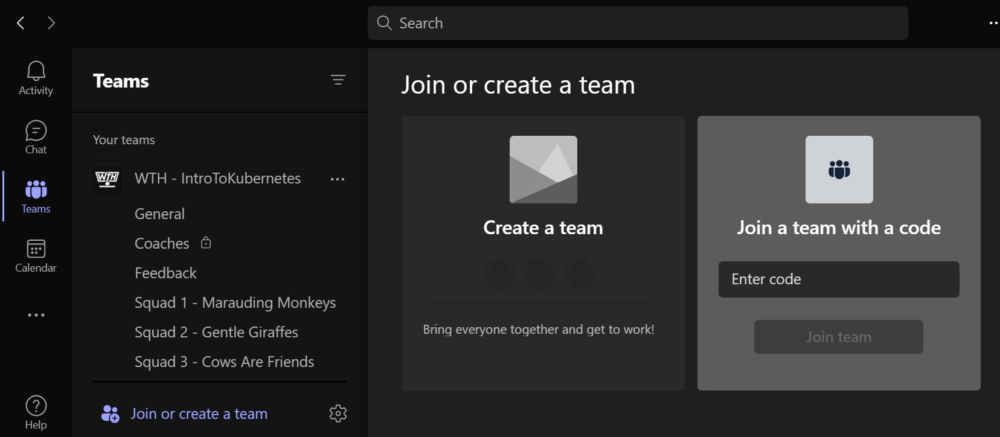 Search
Activity
Chat
Teams
Calendar
Help
Teams
Your teams
WTH
WTH - IntroToKubernetes
General
Coaches
Feedback
Squad 1 - Marauding Monkeys
Squad 2 - Gentle Giraffes
Squad 3 - Cows Are Friends
Join or create a team
Join or create a team
Create a team
Bring everyone together and get to work!
Join a team with a code
Enter code
Join team